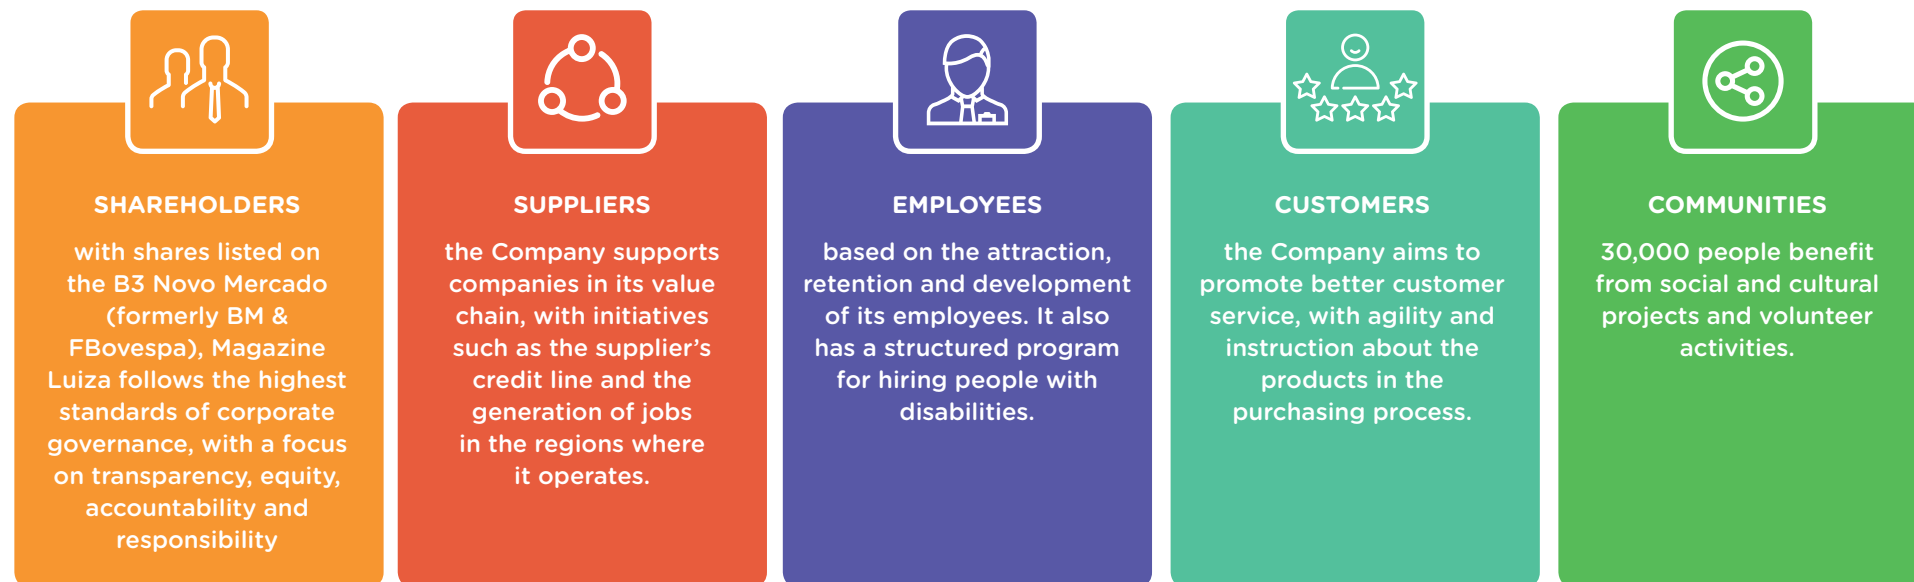 SHAREHOLDERS
with shares listed on
the B3 Novo Mercado
(formerly BM &
FBovespa), Magazine
Luiza follows the highest
standards of corporate
governance, with a focus
on transparency, equity,
accountability and
responsibility
SUPPLIERS
the Company supports
companies in its value
chain, with initiatives
such as the supplier’s
credit line and the
generation of jobs
in the regions where
it operates.
EMPLOYEES
based on the attraction,
retention and development
of its employees. It also
has a structured program
for hiring people with
disabilities.
CUSTOMERS
the Company aims to
promote better customer
service, with agility and
instruction about the
products in the
purchasing process.
COMMUNITIES
30,000 people benefit
from social and cultural
projects and volunteer
activities.